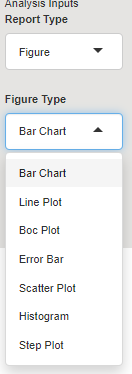 Analysis Inputs
Report Type
Figure
Figure Type
Bar Chart
Bar Chart
Line Plot
Boc Plot
Error Bar
Scatter Plot
Histogram
Step Plot